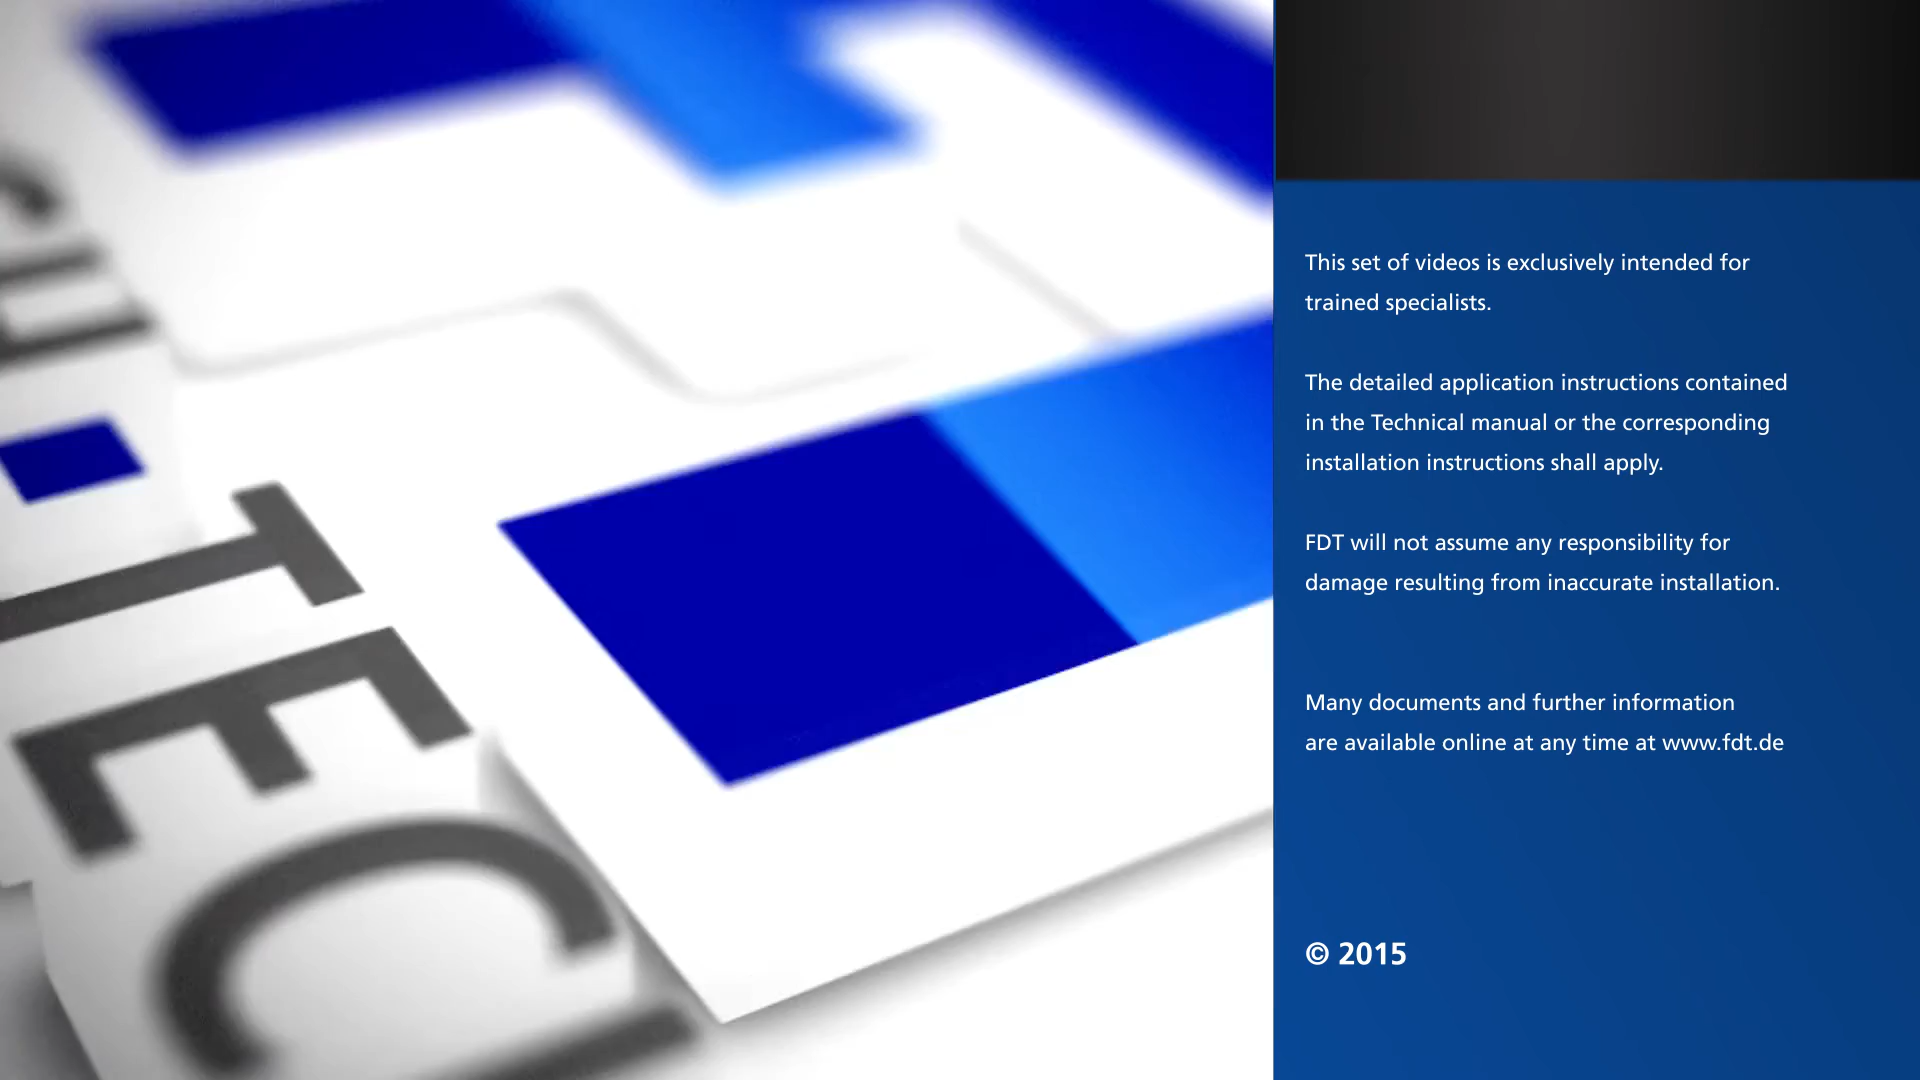 TEC
This set of videos is exclusively intended for
trained specialists.
The detailed application instructions contained
in the Technical manual or the corresponding
installation instructions shall apply.
FDT will not assume any responsibility for
damage resulting from inaccurate installation.
Many documents and further information
are available online at any time at www.fdt.de
© 2015